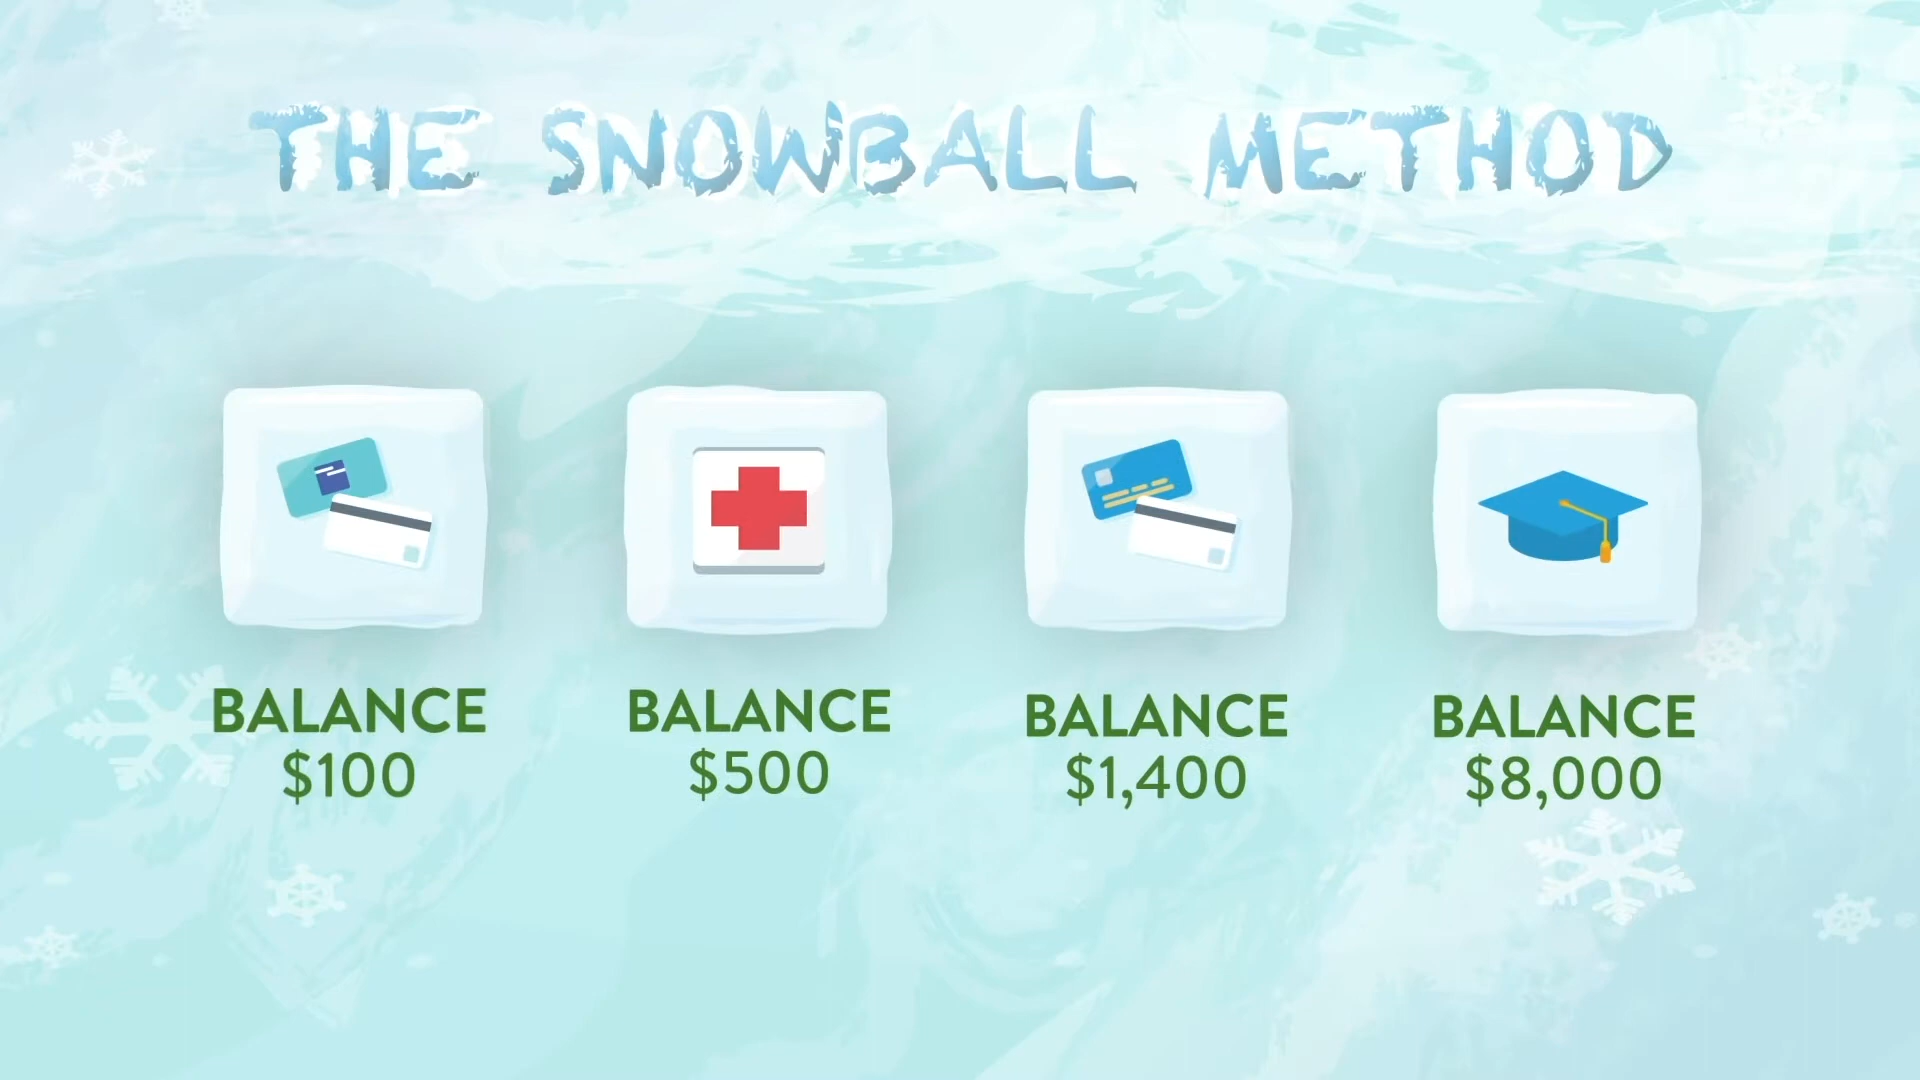 THE SNOWBALL METHOD
BALANCE
$100
BALANCE
$500
BALANCE
$1,400
BALANCE
$8,000